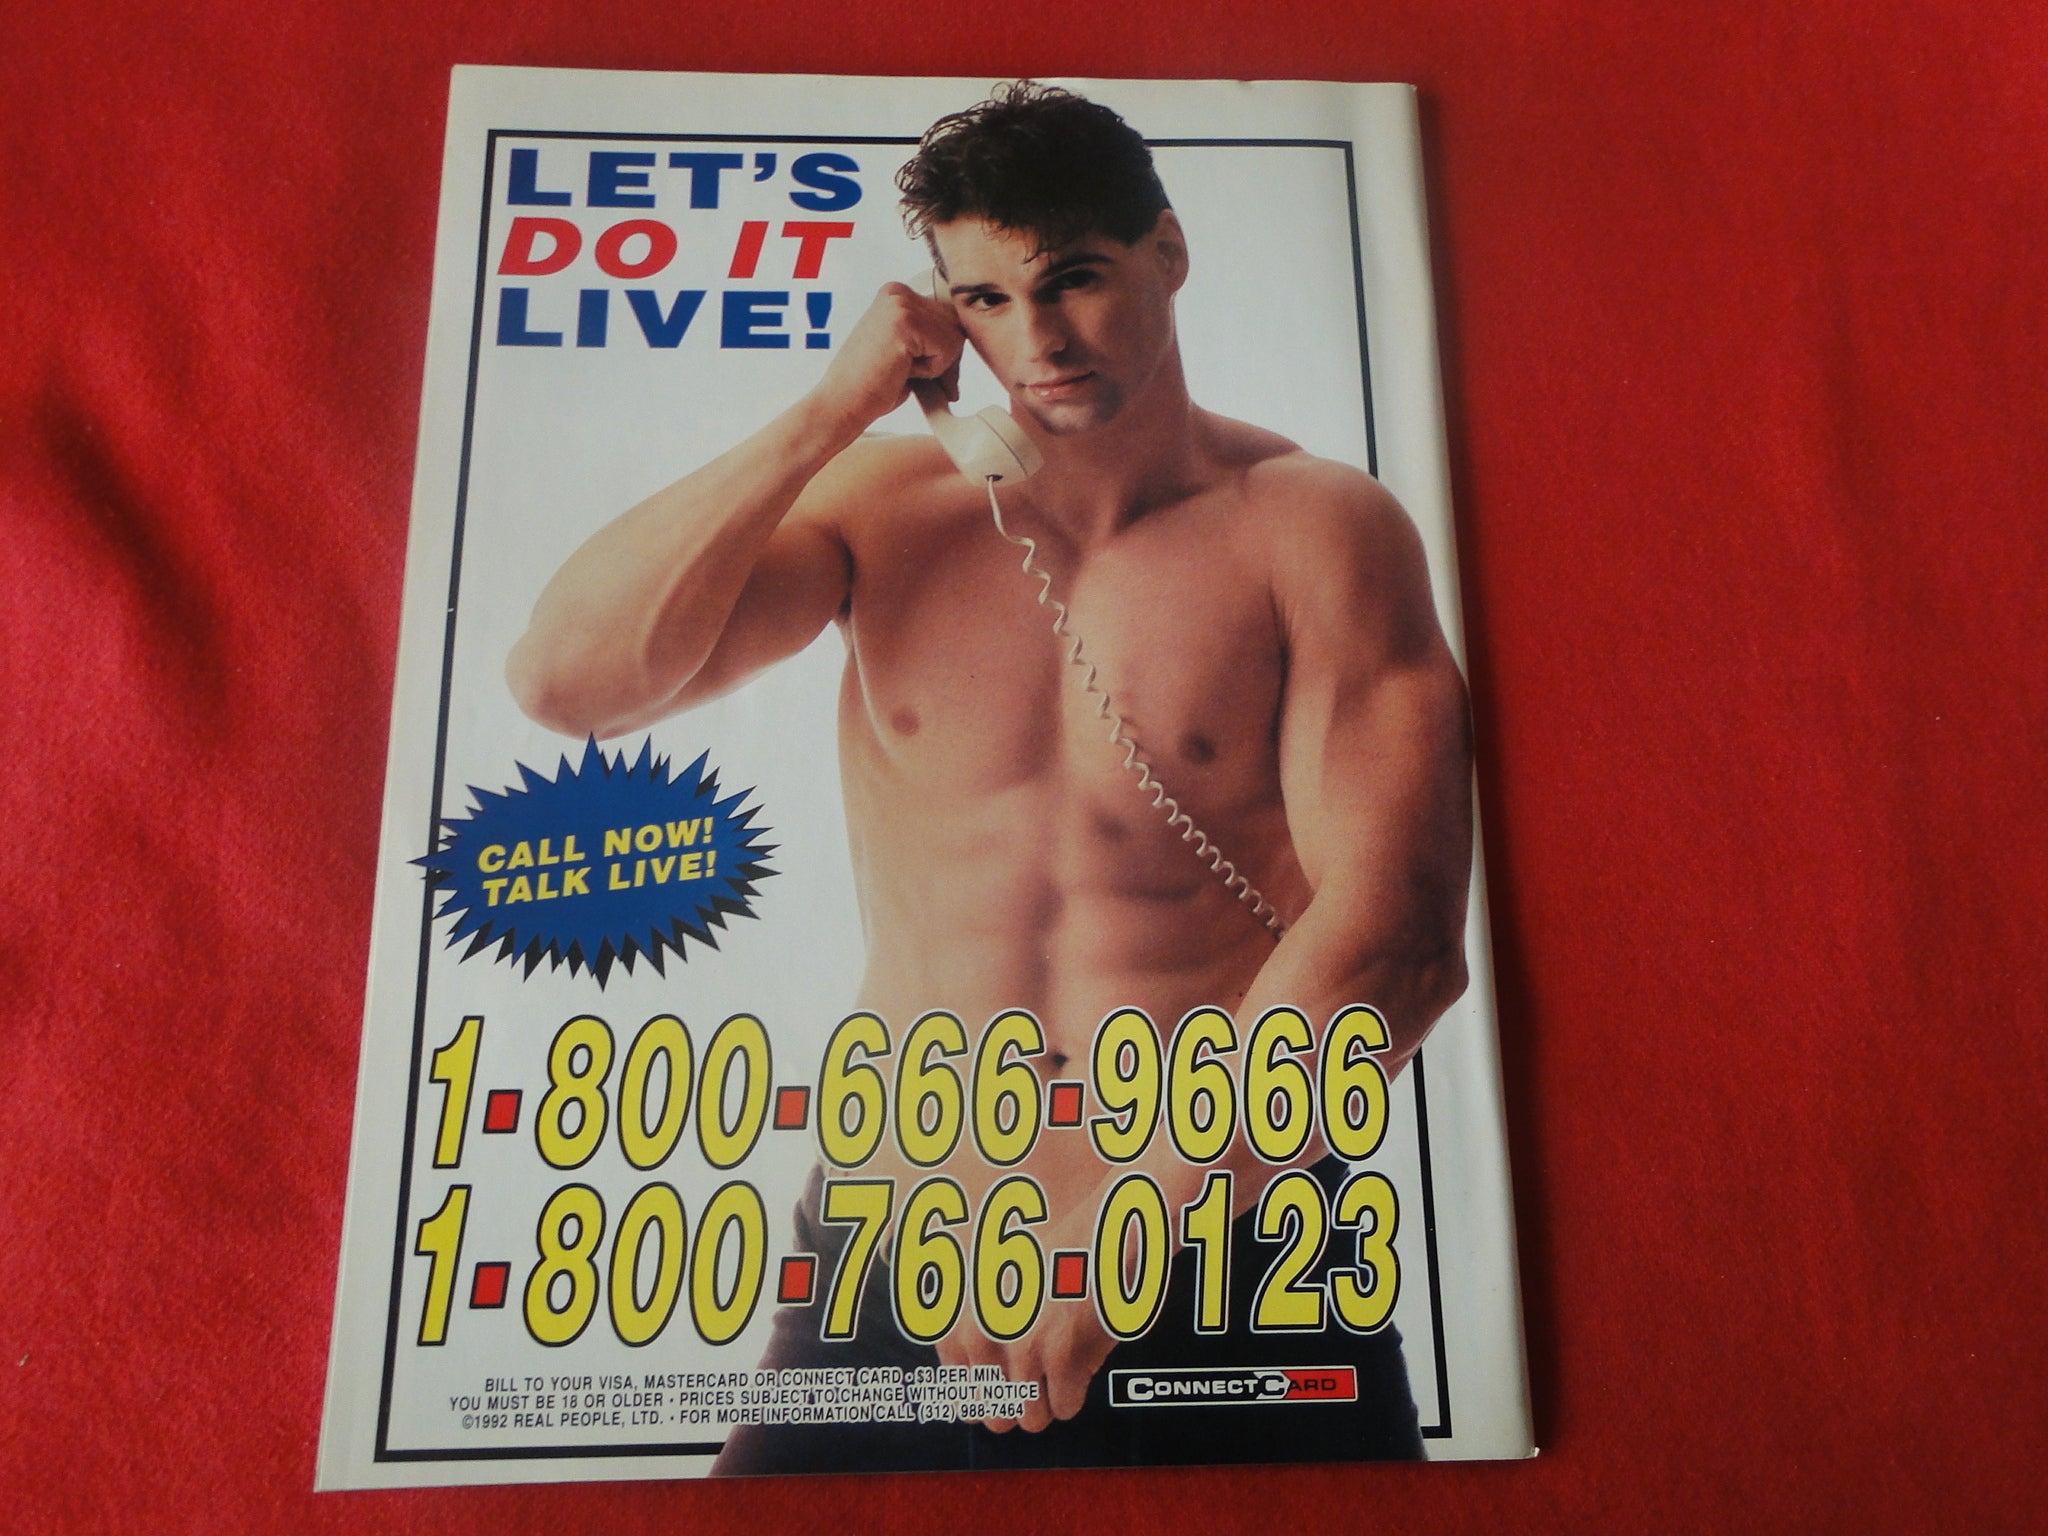 LET'S
DO IT
LIVE!
CALL NOW!
TALK LIVE!
1-800-666-9666
1-800-766-0123
BILL TO YOUR VISA, MASTERCARD OR CONNECT CARD • $3 PER MIN.
YOU MUST BE 18 OR OLDER • PRICES SUBJECT TO CHANGE WITHOUT NOTICE
©1992 REAL PEOPLE, LTD. • FOR MORE INFORMATION CALL (312) 988-7464
CONNECT CARD